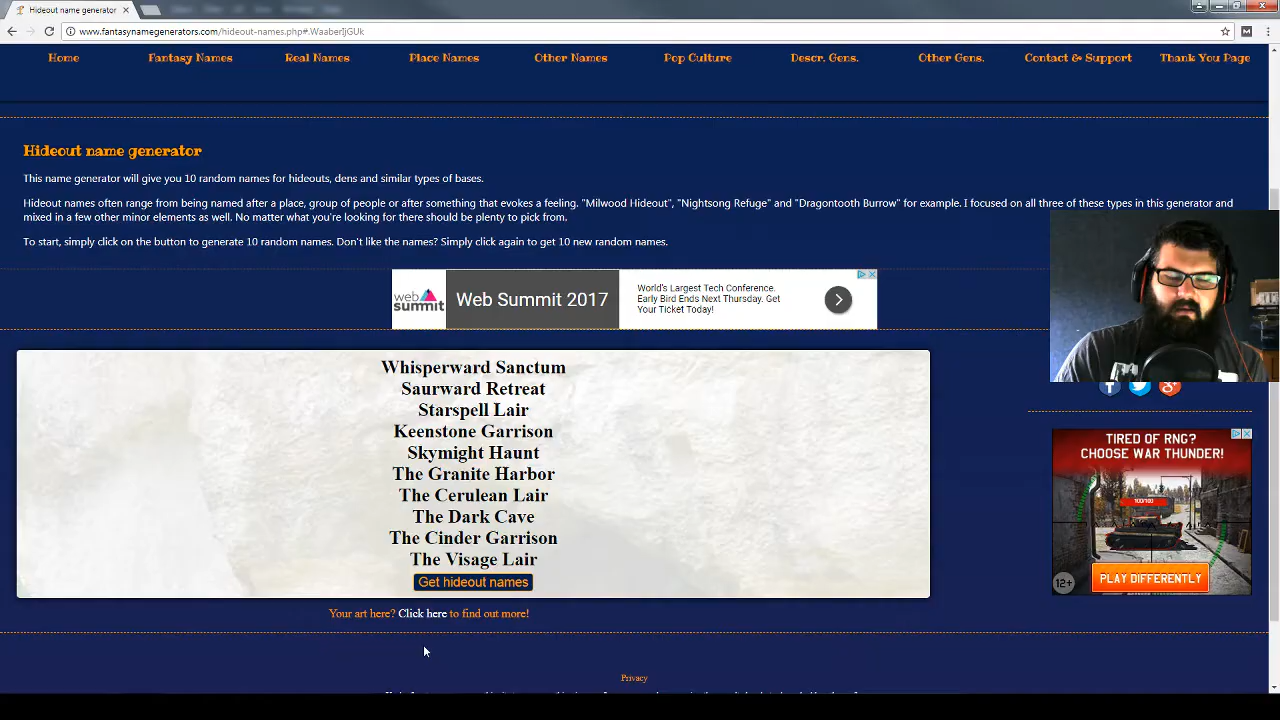 Hideout name generator
www.fantasynamegenerators.com/hideout-names.php#.WaaberJjGUk
Home Fantasy Names Real Names Place Names Other Names Pop Culture Descr. Gens. Other Gens. Contact & Support Thank You Page
Hideout name generator
This name generator will give you 10 random names for hideouts, dens and similar types of bases.
Hideout names often range from being named after a place, group of people or after something that evokes a feeling. "Milwood Hideout", "Nightsong Refuge" and "Dragontooth Burrow" for example. I focused on all three of these types in this generator and
mixed in a few other minor elements as well. No matter what you're looking for there should be plenty to pick from.
To start, simply click on the button to generate 10 random names. Don't like the names? Simply click again to get 10 new random names.
web
summit
Web Summit 2017
World's Largest Tech Conference.
Early Bird Ends Next Thursday. Get
Your Ticket Today!
Whisperward Sanctum
Saurward Retreat
Starspell Lair
Keenstone Garrison
Skymight Haunt
The Granite Harbor
The Cerulean Lair
The Dark Cave
The Cinder Garrison
The Visage Lair
Get hideout names
Your art here? Click here to find out more!
TIRED OF RNG?
CHOOSE WAR THUNDER!
100/100
12+
PLAY DIFFERENTLY
Privacy